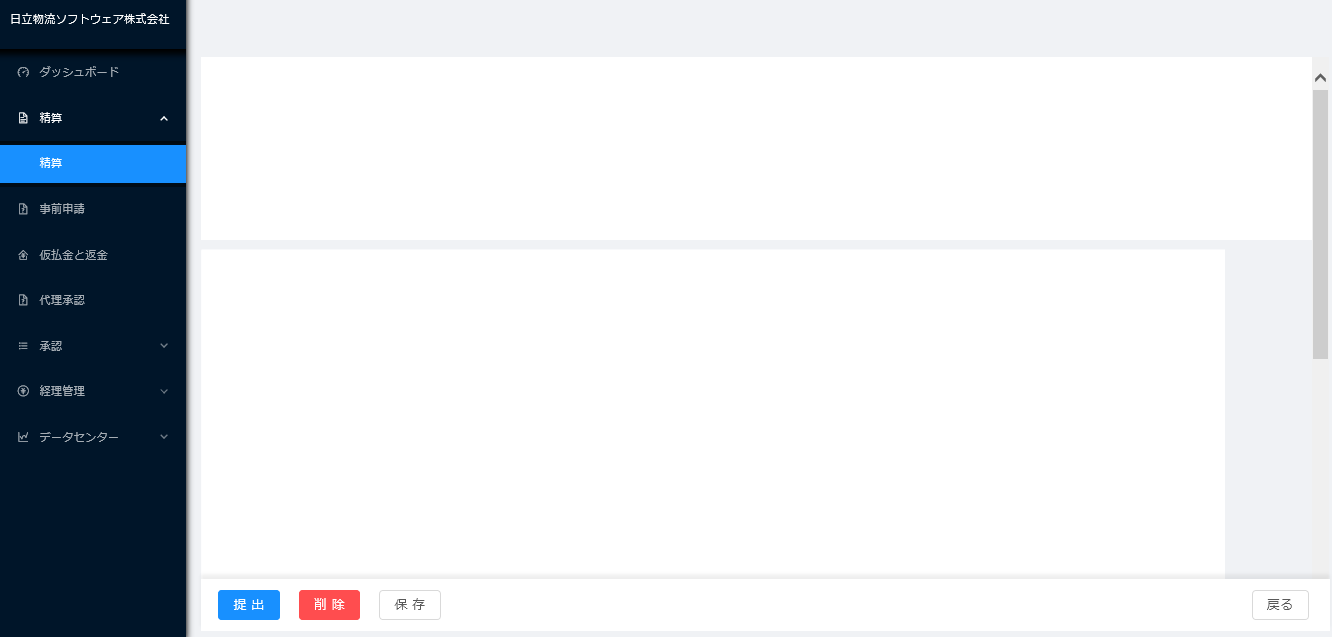 日立物流ソフトウェア株式会社
ダッシュボード
精算
精算
事前申請
仮払金と返金
代理承認
承認
経理管理
データセンター
提 出
削 除
保 存
戻る